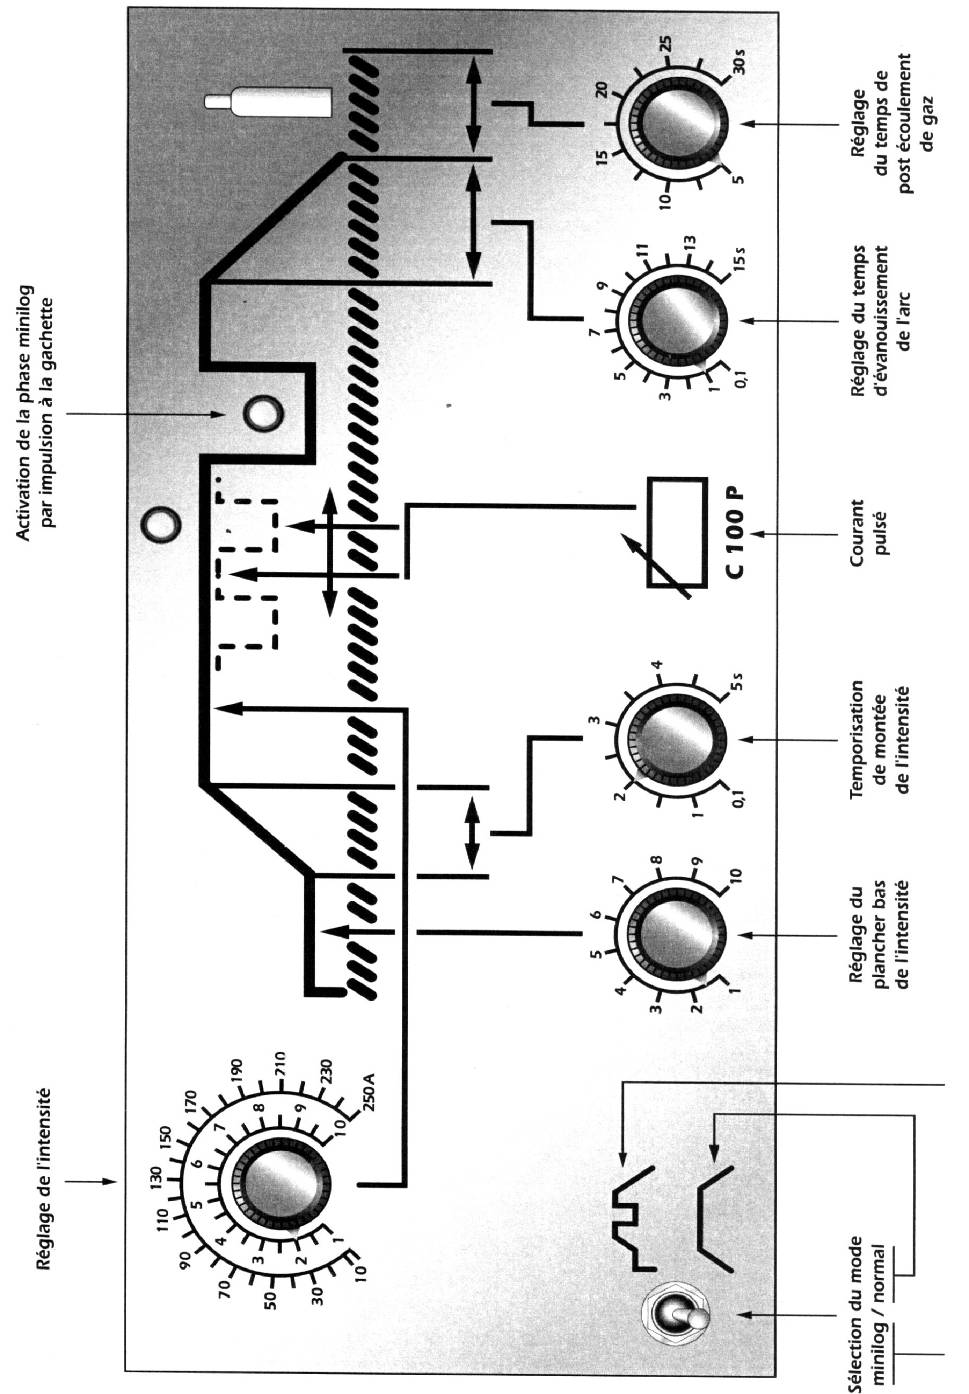 Réglage de l'intensité
Activation de la phase minilog
par impulsion à la gachette
10
30
50
70
90
110
130
150
170
190
210
230
250A
1
2
3
4
5
6
7
8
9
10
1
2
3
4
5
6
7
8
9
10
0,1
1
2
3
4
5 s
C 100 P
0,1
1
3
5
7
9
11
13
15 s
5
10
15
20
25
30 s
Sélection du mode
minilog / normal
Réglage du
plancher bas
de l'intensité
Temporisation
de montée
de l'intensité
Courant
pulsé
Réglage du temps
d'évanouissement
de l'arc
Réglage
du temps de
post écoulement
de gaz